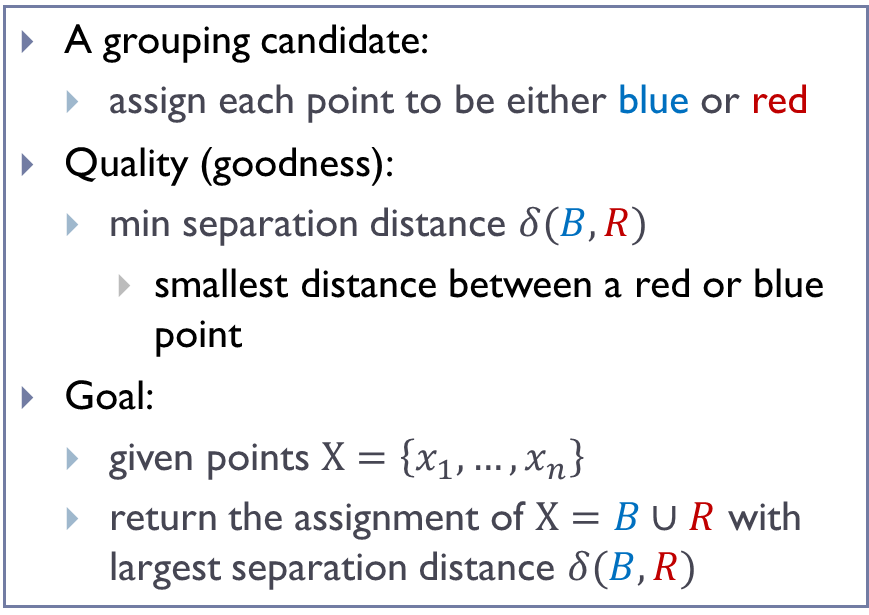 A grouping candidate:
assign each point to be either blue or red
Quality (goodness):
min separation distance δ(B, R)
smallest distance between a red or blue
point
Goal:
given points X = {x₁, …, xₙ}
return the assignment of X = B ∪ R with
largest separation distance δ(B, R)